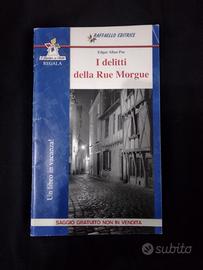 RAFFAELLO EDITRICE
REGALA
Edgar Allan Poe
I delitti
della Rue Morgue
Un libro in vacanza!
SAGGIO GRATUITO NON IN VENDITA
subito